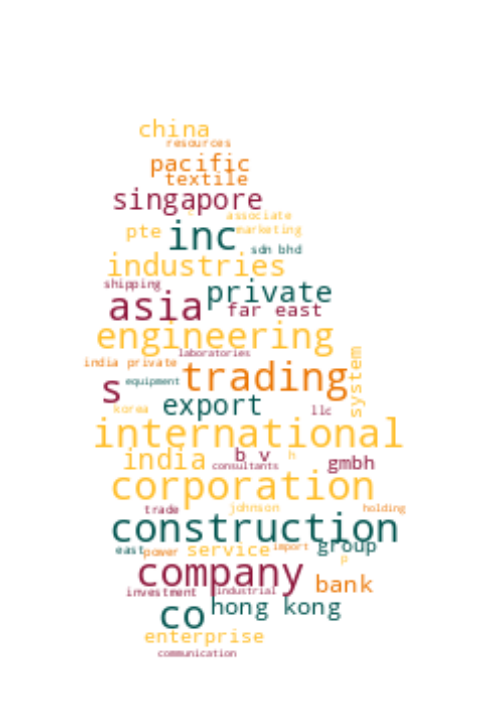 china
resources
pacific
textile
singapore
associate
pte inc marketing
sdn bhd
industries
shipping private
asia far east
engineering
laboratories
india private trading system
s equipment
korea export llc
international
india b v h gmbh
consultants
corporation
trade johnson holding
construction
east power service import group
p
company bank
investment industrial
co hong kong
enterprise
communication